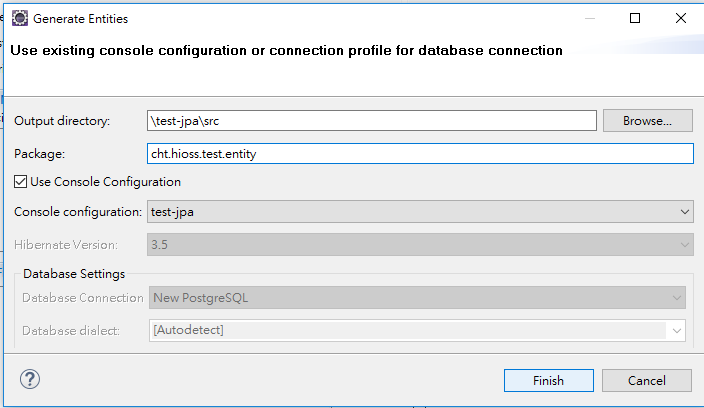 Generate Entities
Use existing console configuration or connection profile for database connection
Output directory: \test-jpa\src Browse...
Package: cht.hioss.test.entity
Use Console Configuration
Console configuration: test-jpa
Hibernate Version: 3.5
Database Settings
Database Connection New PostgreSQL
Database dialect: [Autodetect]
? Finish Cancel